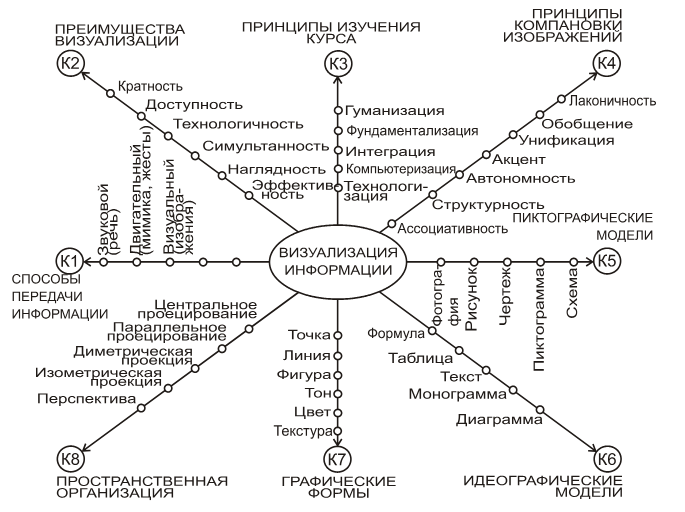 ПРЕИМУЩЕСТВА
ВИЗУАЛИЗАЦИИ
К2
Кратность
Доступность
Технологичность
Симультанность
Наглядность
Эффектив-
ность
ПРИНЦИПЫ ИЗУЧЕНИЯ
КУРСА
К3
Гуманизация
Фундаментализация
Интеграция
Компьютеризация
Технологи-
зация
ПРИНЦИПЫ
КОМПАНОВКИ
ИЗОБРАЖЕНИЙ
К4
Лаконичность
Обобщение
Унификация
Акцент
Автономность
Структурность
Ассоциативность
Звуковой
(речь)
Двигательный
(мимика, жесты)
Визуальный
(изобра-
жения)
К1
СПОСОБЫ
ПЕРЕДАЧИ
ИНФОРМАЦИИ
ВИЗУАЛИЗАЦИЯ
ИНФОРМАЦИИ
ПИКТОГРАФИЧЕСКИЕ
МОДЕЛИ
К5
Фотогра-
фия
Рисунок
Чертеж
Пиктограмма
Схема
Центральное
проецирование
Параллельное
проецирование
Диметрическая
проекция
Изометрическая
проекция
Перспектива
К8
ПРОСТРАНСТВЕННАЯ
ОРГАНИЗАЦИЯ
Точка
Линия
Фигура
Тон
Цвет
Текстура
К7
ГРАФИЧЕСКИЕ
ФОРМЫ
Формула
Таблица
Текст
Монограмма
Диаграмма
К6
ИДЕОГРАФИЧЕСКИЕ
МОДЕЛИ